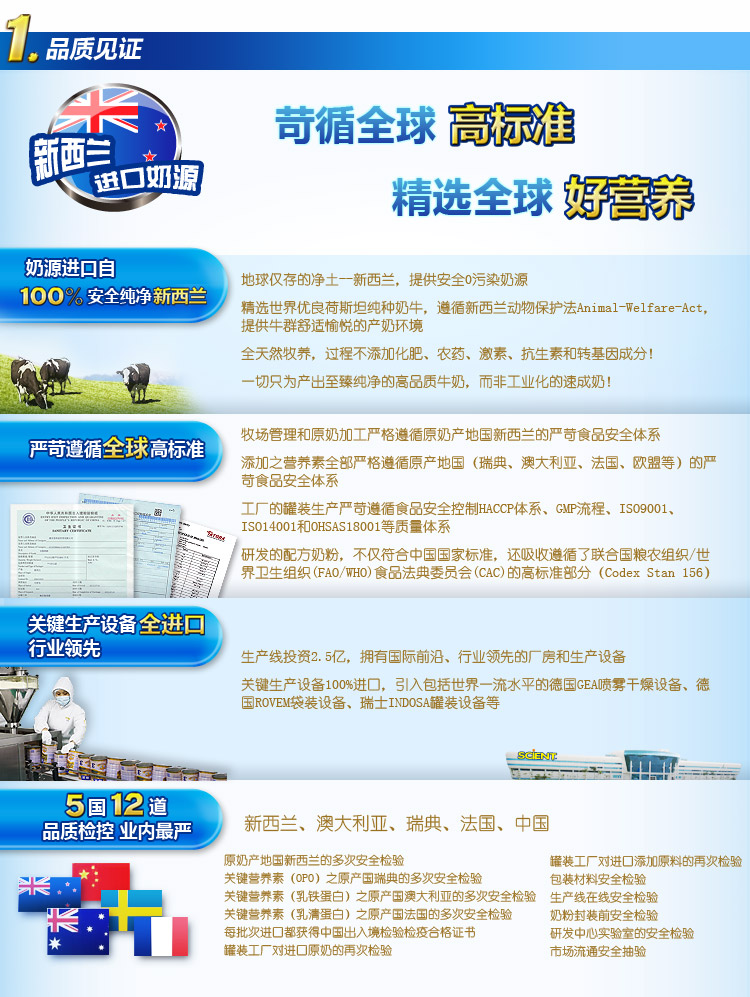 1. 品质见证
新西兰
进口奶源
苛循全球 高标准
精选全球 好营养
奶源进口自
100% 安全纯净新西兰
地球仅存的净土--新西兰，提供安全0污染奶源
精选世界优良荷斯坦纯种奶牛，遵循新西兰动物保护法Animal-Welfare-Act，
提供牛群舒适愉悦的产奶环境
全天然牧养，过程不添加化肥、农药、激素、抗生素和转基因成分！
一切只为产出至臻纯净的高品质牛奶，而非工业化的速成奶！
严苛遵循全球高标准
牧场管理和原奶加工严格遵循原奶产地国新西兰的严苛食品安全体系
添加之营养素全部严格遵循原产地国（瑞典、澳大利亚、法国、欧盟等）的严
苛食品安全体系
工厂的罐装生产严苛遵循食品安全控制HACCP体系、GMP流程、ISO9001、
ISO14001和OHSAS18001等质量体系
研发的配方奶粉，不仅符合中国国家标准，还吸收遵循了联合国粮农组织/世
界卫生组织(FAO/WHO)食品法典委员会(CAC)的高标准部分（Codex Stan 156）
关键生产设备 全进口
行业领先
生产线投资2.5亿，拥有国际前沿、行业领先的厂房和生产设备
关键生产设备100%进口，引入包括世界一流水平的德国GEA喷雾干燥设备、德
国ROVEM袋装设备、瑞士INDOSA罐装设备等
SCIENT
5国12道
品质检控 业内最严
新西兰、澳大利亚、瑞典、法国、中国
原奶产地国新西兰的多次安全检验
关键营养素（OPO）之原产国瑞典的多次安全检验
关键营养素（乳铁蛋白）之原产国澳大利亚的多次安全检验
关键营养素（乳清蛋白）之原产国法国的多次安全检验
每批次进口都获得中国出入境检验检疫合格证书
罐装工厂对进口原奶的再次检验
罐装工厂对进口添加原料的再次检验
包装材料安全检验
生产线在线安全检验
奶粉封装前安全检验
研发中心实验室的安全检验
市场流通安全抽验